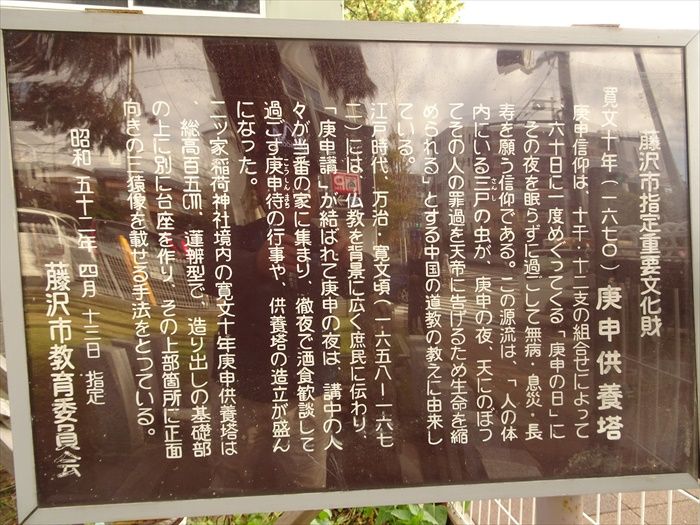 藤沢市指定重要文化財
寛文十年(一六七〇) 庚申供養塔
庚申信仰は、十干・十二支の組合せによって
、六十日に一度めぐってくる「庚申の日」に
、その夜を眠らずに過ごして無病・息災・長
寿を願う信仰である。この源流は、「人の体
内にいる三尸の虫が、庚申の夜、天にのぼっ
さんし
てその人の罪過を天帝に告げるため生命を縮
められる」とする中国の道教の教えに由来し
ている。
江戸時代、万治・寛文頃(一六五八〜一六七
二)には、仏教を背景に広く庶民に伝わり、
「庚申講」が結ばれて庚申の夜は、講中の人
々が当番の家に集まり、徹夜で酒食歓談して
過ごす庚申待の行事や、供養塔の造立が盛ん
こうしんまち
になった。
二ッ家稲荷神社境内の寛文十年庚申供養塔は
、総高百五㎝、蓮辨型で、造り出しの基礎部
の上に別に台座を作り、その上部箇所に正面
向きの三猿像を載せる手法をとっている。
昭和 五十二年 四月 十三日 指定
藤沢市教育委員会